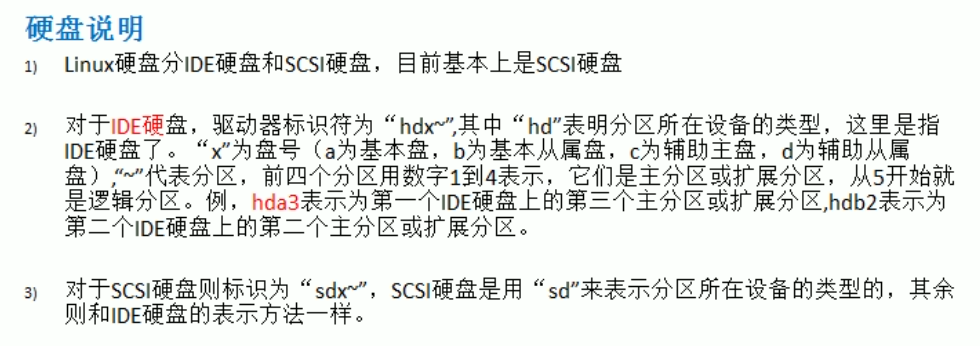 硬盘说明
1) Linux硬盘分IDE硬盘和SCSI硬盘，目前基本上是SCSI硬盘
2) 对于IDE硬盘，驱动器标识符为“hdx~”,其中“hd”表明分区所在设备的类型，这里是指
IDE硬盘了。“x”为盘号（a为基本盘，b为基本从属盘，c为辅助主盘，d为辅助从属
盘）,“~”代表分区，前四个分区用数字1到4表示，它们是主分区或扩展分区，从5开始就
是逻辑分区。例，hda3表示为第一个IDE硬盘上的第三个主分区或扩展分区,hdb2表示为
第二个IDE硬盘上的第二个主分区或扩展分区。
3) 对于SCSI硬盘则标识为“sdx~”，SCSI硬盘是用“sd”来表示分区所在设备的类型的，其余
则和IDE硬盘的表示方法一样。